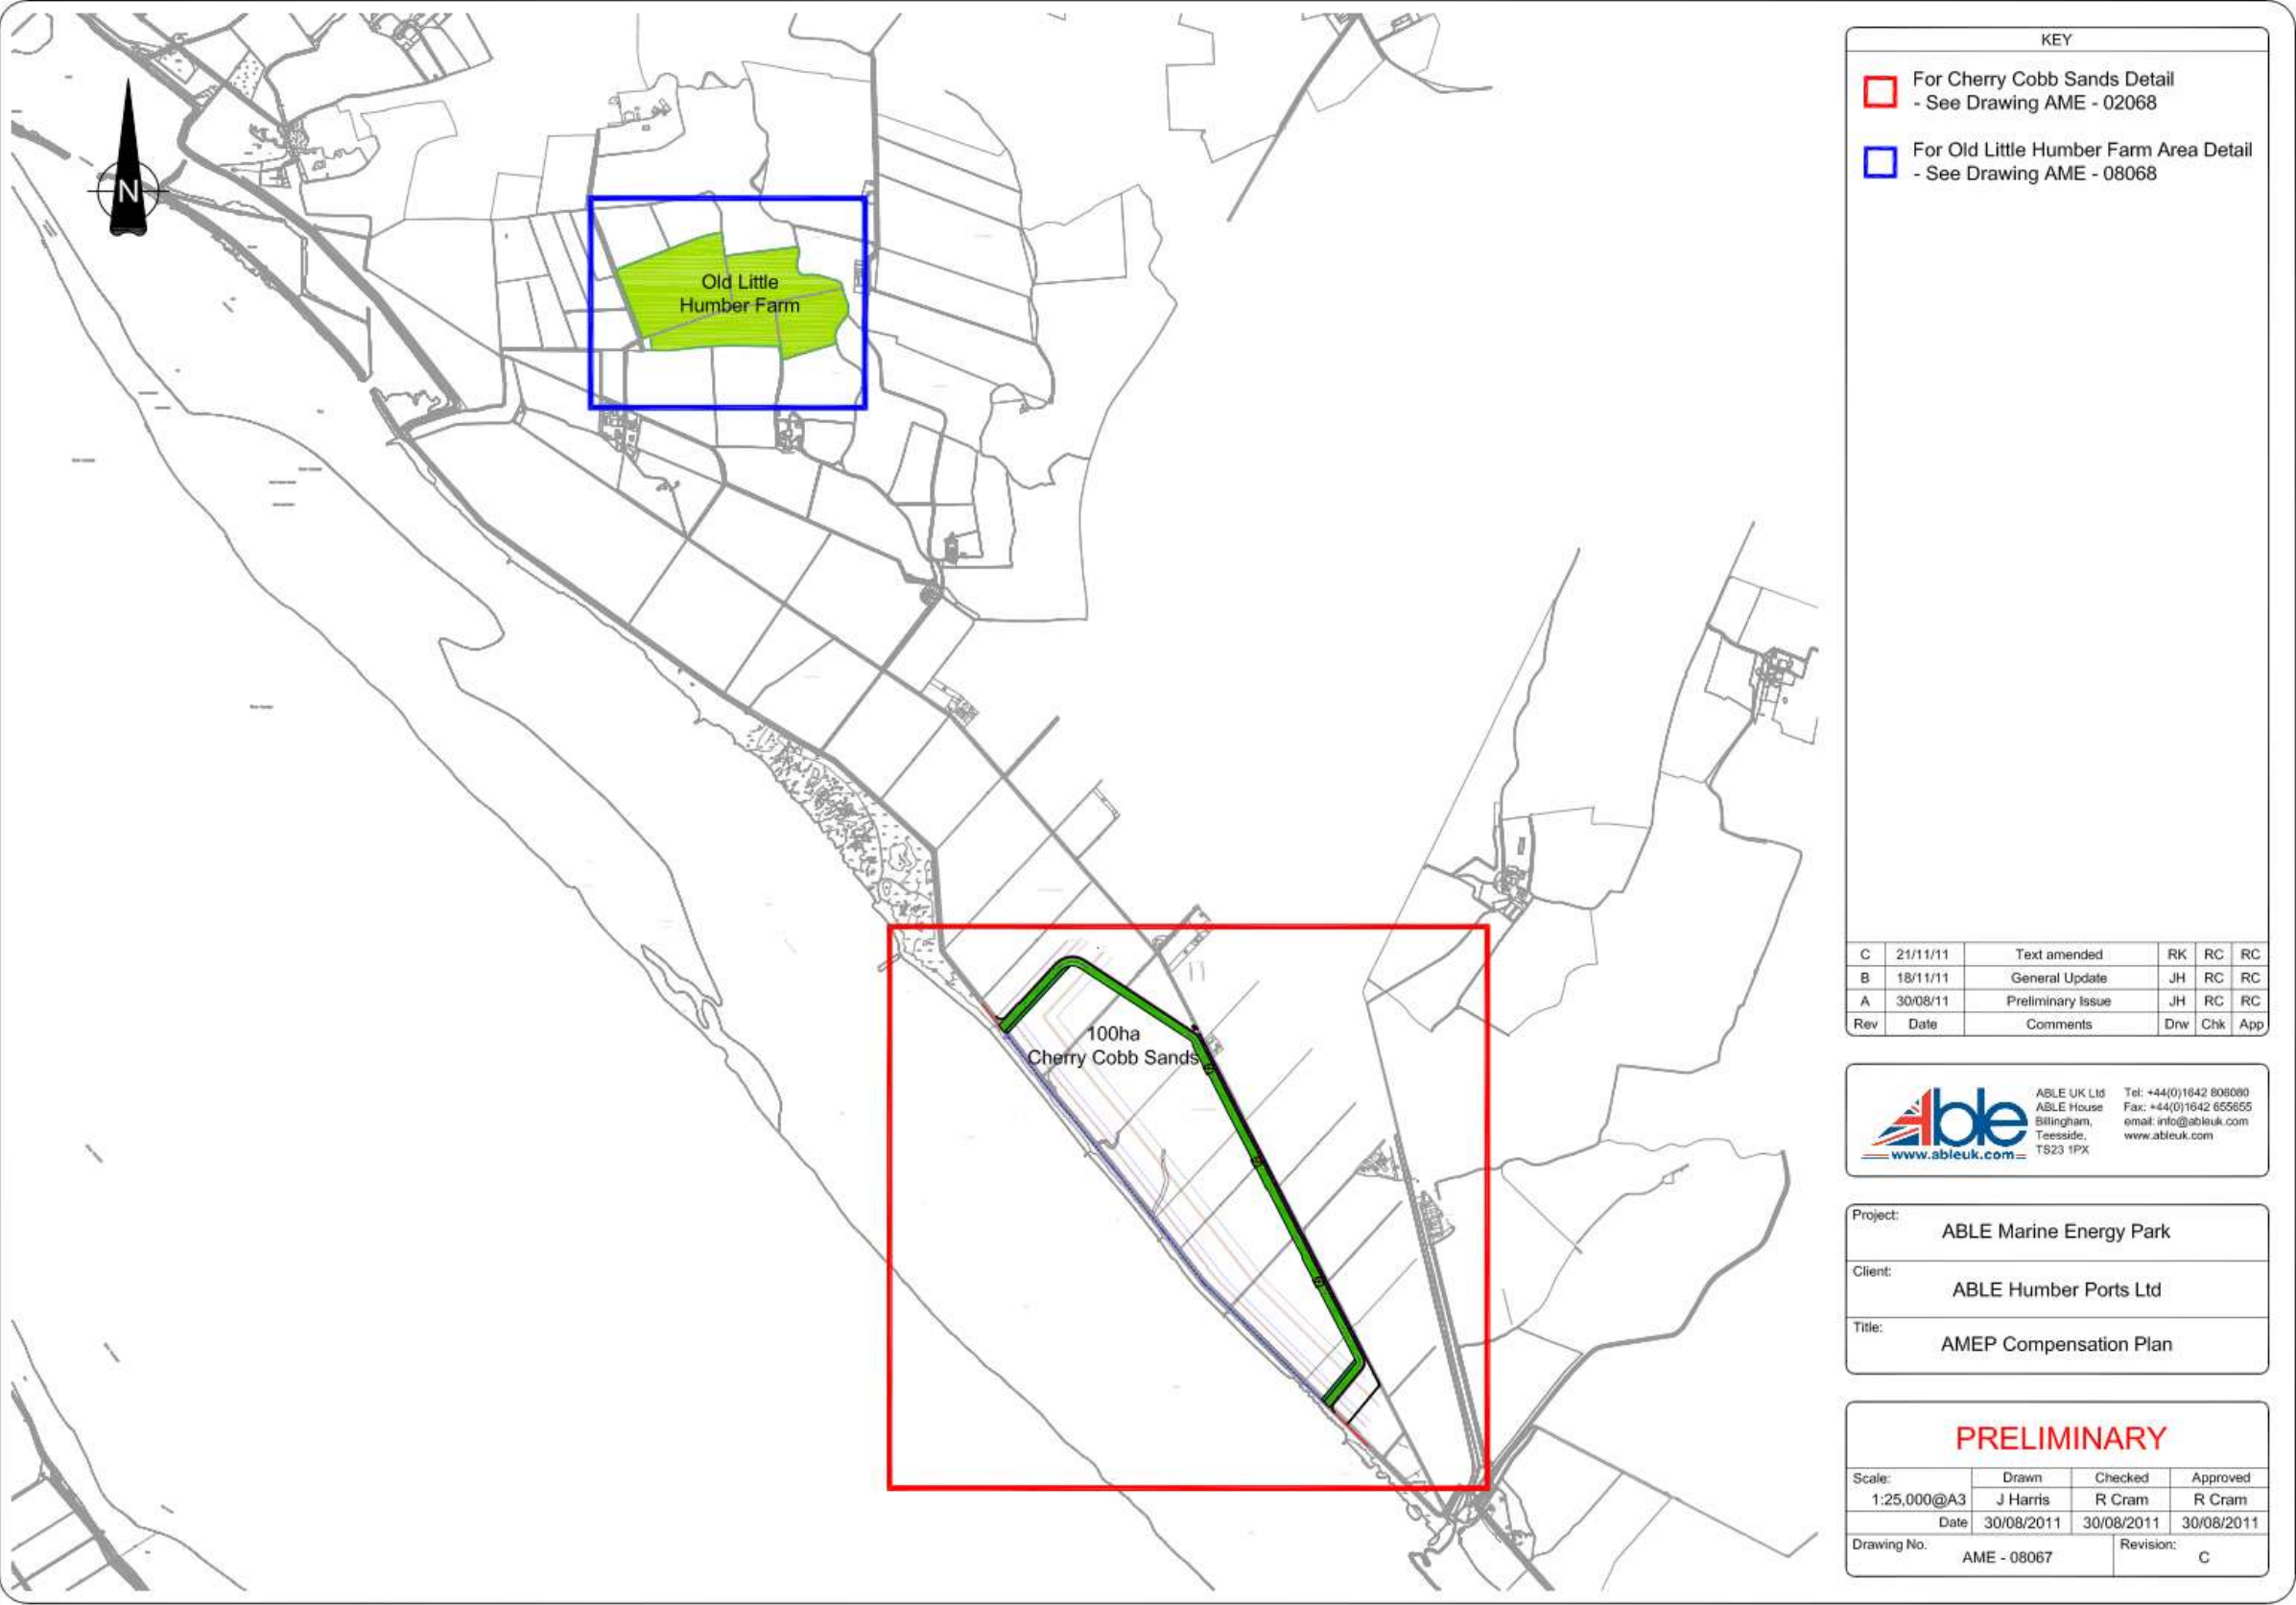 N
Old Little
Humber Farm
100ha
Cherry Cobb Sands
KEY
For Cherry Cobb Sands Detail
- See Drawing AME - 02068
For Old Little Humber Farm Area Detail
- See Drawing AME - 08068
C 21/11/11 Text amended RK RC RC
B 18/11/11 General Update JH RC RC
A 30/08/11 Preliminary Issue JH RC RC
Rev Date Comments Drw Chk App
Able
www.ableuk.com
ABLE UK Ltd
ABLE House
Billingham,
Teesside,
TS23 1PX
Tel: +44(0)1642 806080
Fax: +44(0)1642 655655
email: info@ableuk.com
www.ableuk.com
Project:
ABLE Marine Energy Park
Client:
ABLE Humber Ports Ltd
Title:
AMEP Compensation Plan
PRELIMINARY
Scale: Drawn Checked Approved
1:25,000@A3 J Harris R Cram R Cram
Date 30/08/2011 30/08/2011 30/08/2011
Drawing No. Revision:
AME - 08067 C